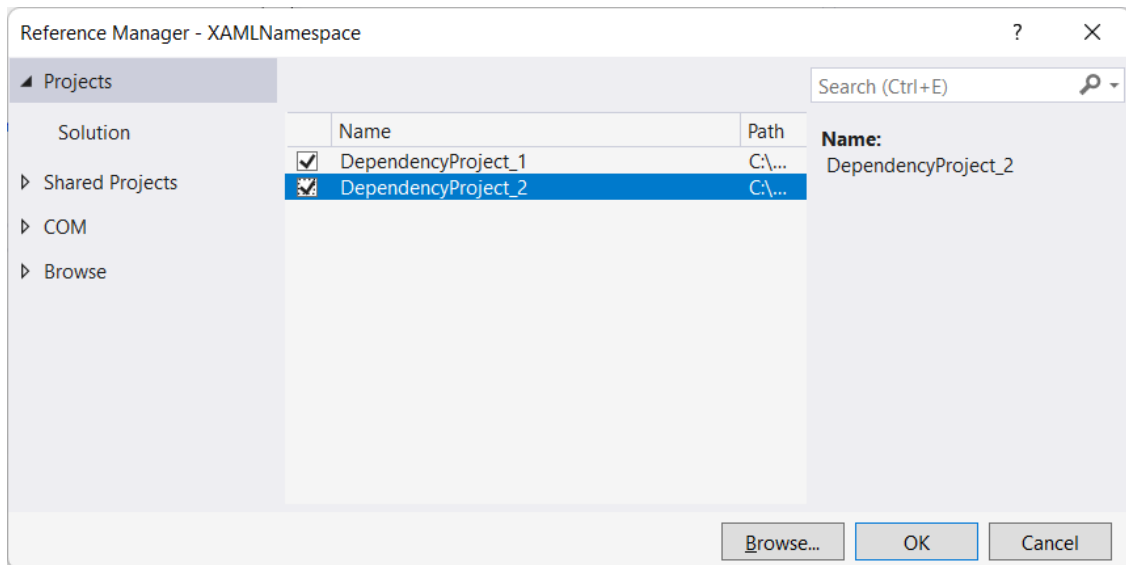 Reference Manager - XAMLNamespace ?
Projects
Search (Ctrl+E)
Solution
Name Path
Name:
DependencyProject_1 C:\...
DependencyProject_2
DependencyProject_2 C:\...
Shared Projects
COM
Browse
Browse... OK Cancel